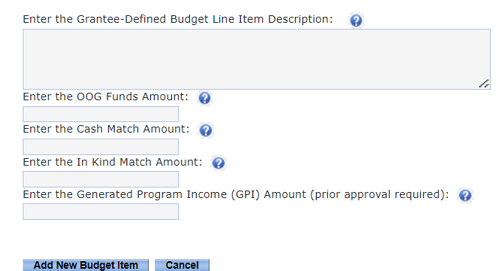 Enter the Grantee-Defined Budget Line Item Description:
Enter the OOG Funds Amount:
Enter the Cash Match Amount:
Enter the In Kind Match Amount:
Enter the Generated Program Income (GPI) Amount (prior approval required):
Add New Budget Item Cancel